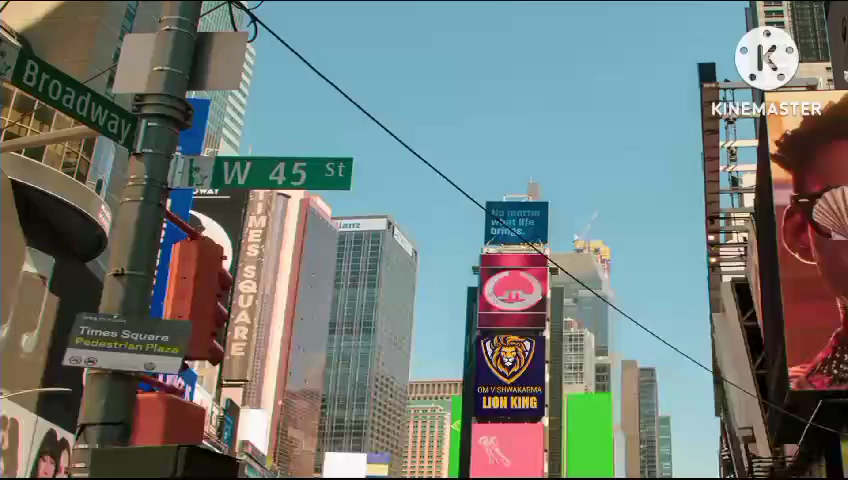 KINEMASTER
Broadway
W 45 St
No matter
what life
brings.
Allianz
TIMES SQUARE
Times Square
Pedestrian Plaza
OM VISHWAKARMA
LION KING